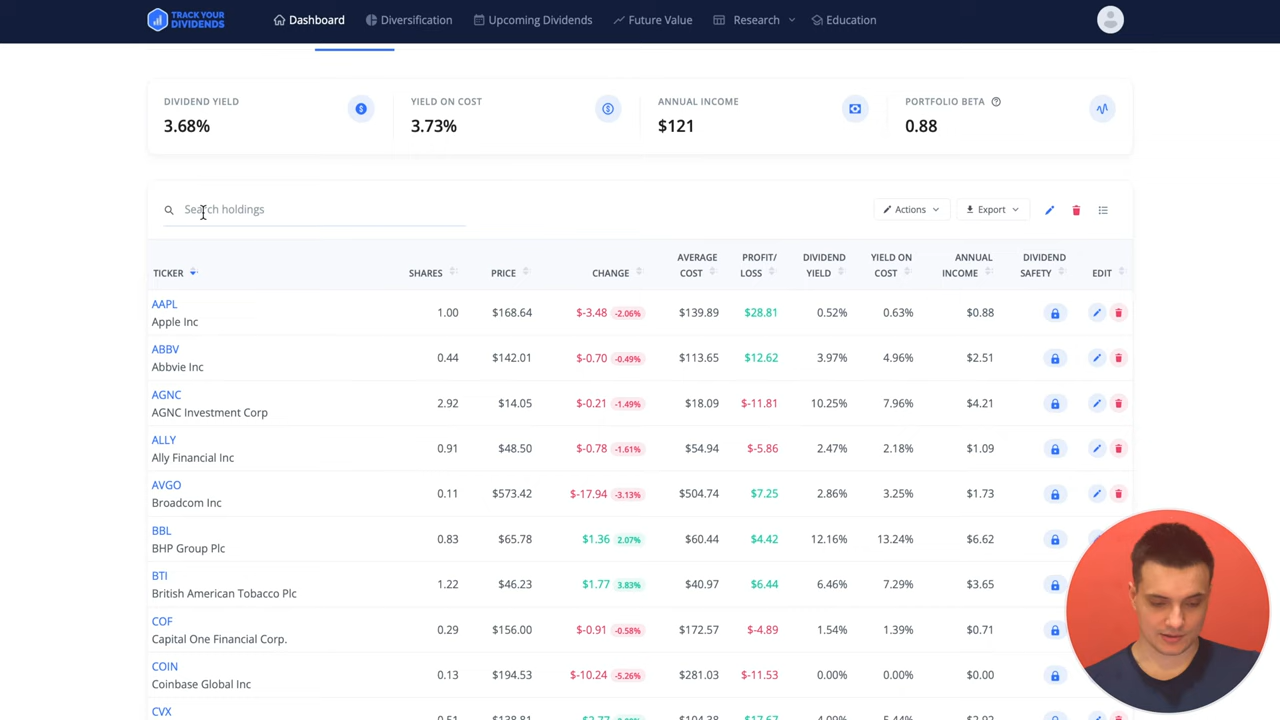 TRACK YOUR
DIVIDENDS
Dashboard Diversification Upcoming Dividends Future Value Research Education
DIVIDEND YIELD YIELD ON COST ANNUAL INCOME PORTFOLIO BETA
3.68% 3.73% $121 0.88
Search holdings Actions Export
TICKER SHARES PRICE CHANGE AVERAGE COST PROFIT/ LOSS DIVIDEND YIELD YIELD ON COST ANNUAL INCOME DIVIDEND SAFETY EDIT
AAPL
Apple Inc 1.00 $168.64 $-3.48 -2.06% $139.89 $28.81 0.52% 0.63% $0.88
ABBV
Abbvie Inc 0.44 $142.01 $-0.70 -0.49% $113.65 $12.62 3.97% 4.96% $2.51
AGNC
AGNC Investment Corp 2.92 $14.05 $-0.21 -1.49% $18.09 $-11.81 10.25% 7.96% $4.21
ALLY
Ally Financial Inc 0.91 $48.50 $-0.78 -1.61% $54.94 $-5.86 2.47% 2.18% $1.09
AVGO
Broadcom Inc 0.11 $573.42 $-17.94 -3.13% $504.74 $7.25 2.86% 3.25% $1.73
BBL
BHP Group Plc 0.83 $65.78 $1.36 2.07% $60.44 $4.42 12.16% 13.24% $6.62
BTI
British American Tobacco Plc 1.22 $46.23 $1.77 3.83% $40.97 $6.44 6.46% 7.29% $3.65
COF
Capital One Financial Corp. 0.29 $156.00 $-0.91 -0.58% $172.57 $-4.89 1.54% 1.39% $0.71
COIN
Coinbase Global Inc 0.13 $194.53 $-10.24 -5.26% $281.03 $-11.53 0.00% 0.00% $0.00
CVX